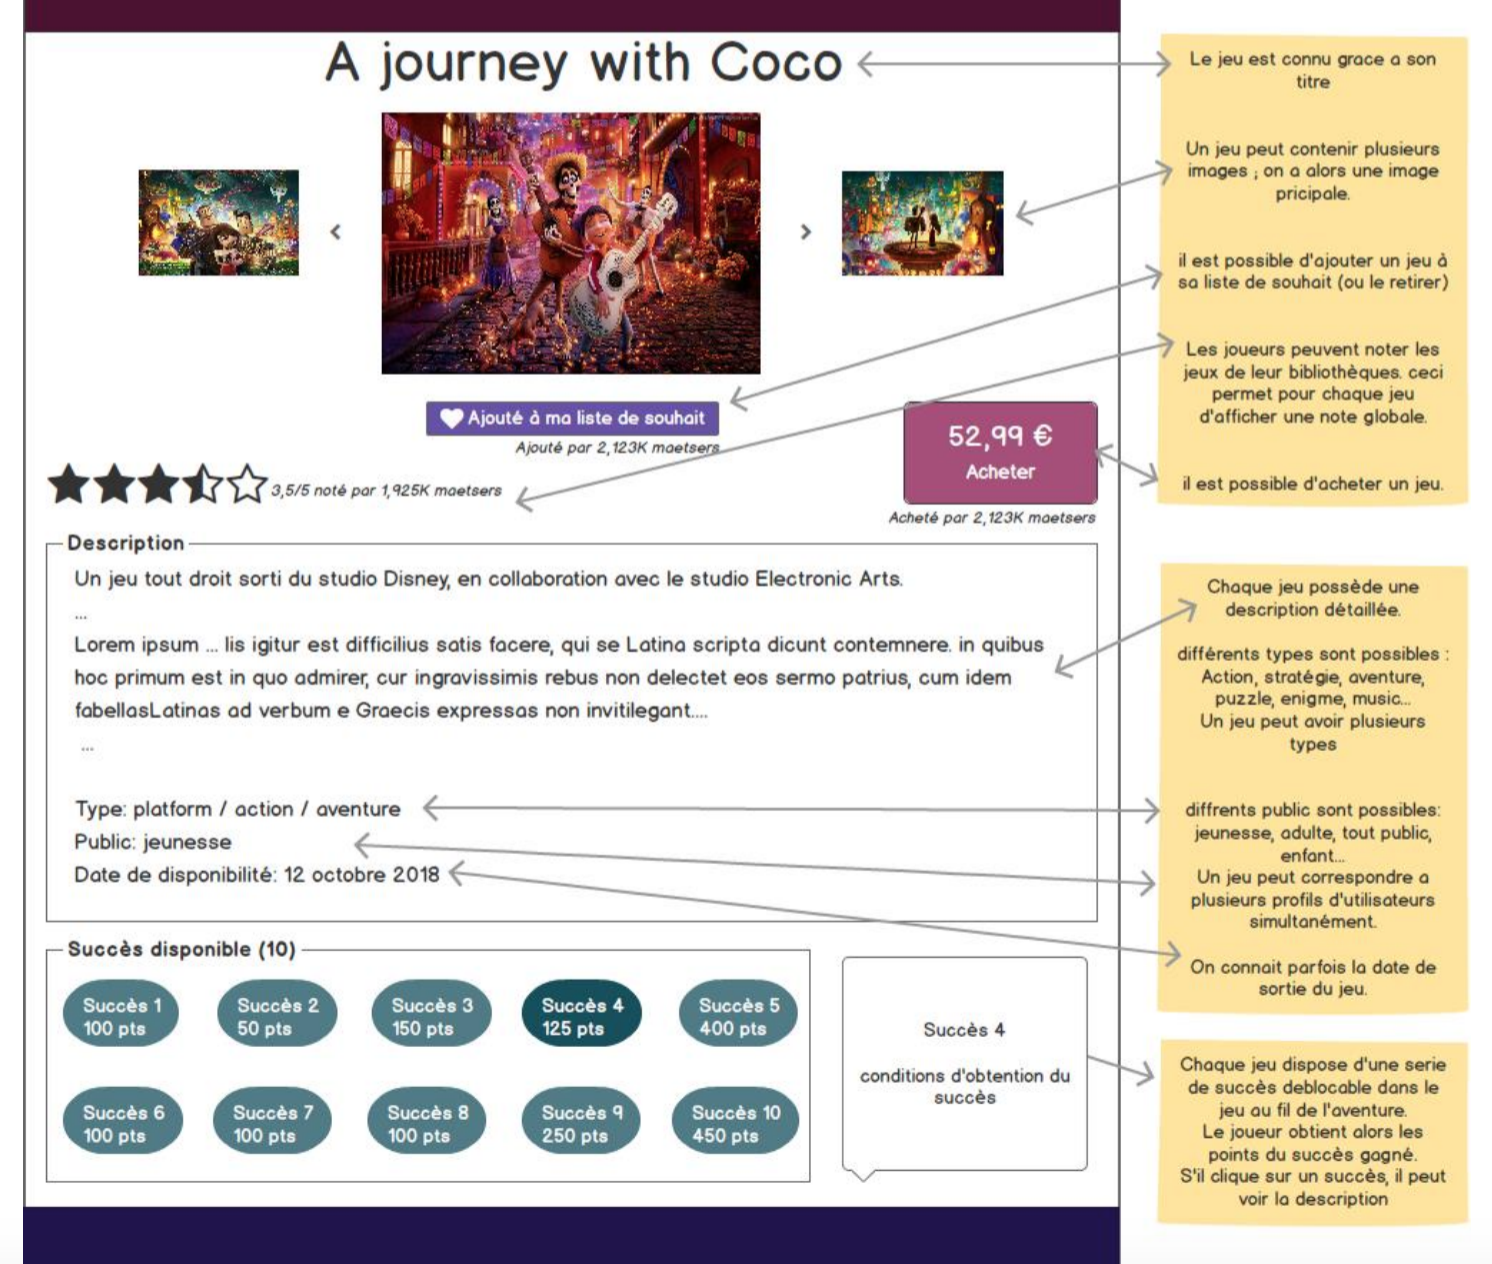 A journey with Coco
Ajouté à ma liste de souhait
Ajouté par 2,123K maetsers
52,99 €
Acheter
Acheté par 2,123K maetsers
3,5/5 noté par 1,925K maetsers
Description
Un jeu tout droit sorti du studio Disney, en collaboration avec le studio Electronic Arts.
...
Lorem ipsum ... lis igitur est difficilius satis facere, qui se Latina scripta dicunt contemnere. in quibus
hoc primum est in quo admirer, cur ingravissimis rebus non delectet eos sermo patrius, cum idem
fabellasLatinas ad verbum e Graecis expressas non invitilegant....
...
Type: platform / action / aventure
Public: jeunesse
Date de disponibilité: 12 octobre 2018
Succès disponible (10)
Succès 1
100 pts
Succès 2
50 pts
Succès 3
150 pts
Succès 4
125 pts
Succès 5
400 pts
Succès 6
100 pts
Succès 7
100 pts
Succès 8
100 pts
Succès 9
250 pts
Succès 10
450 pts
Succès 4
conditions d'obtention du
succès
Le jeu est connu grace a son
titre
Un jeu peut contenir plusieurs
images ; on a alors une image
pricipale.
il est possible d'ajouter un jeu à
sa liste de souhait (ou le retirer)
Les joueurs peuvent noter les
jeux de leur bibliothèques. ceci
permet pour chaque jeu
d'afficher une note globale.
il est possible d'acheter un jeu.
Chaque jeu possède une
description détaillée.
différents types sont possibles :
Action, stratégie, aventure,
puzzle, enigme, music...
Un jeu peut avoir plusieurs
types
diffrents public sont possibles:
jeunesse, adulte, tout public,
enfant...
Un jeu peut correspondre a
plusieurs profils d'utilisateurs
simultanément.
On connait parfois la date de
sortie du jeu.
Chaque jeu dispose d'une serie
de succès deblocable dans le
jeu au fil de l'aventure.
Le joueur obtient alors les
points du succès gagné.
S'il clique sur un succès, il peut
voir la description